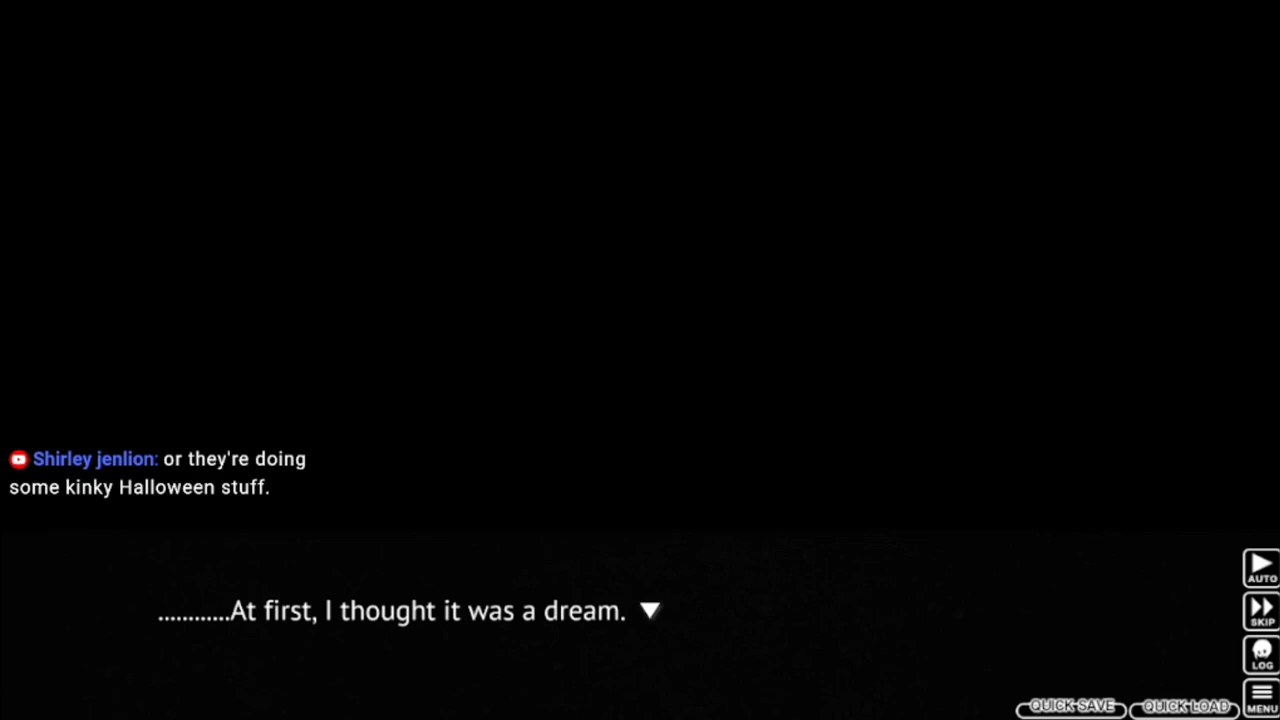 Shirley jenlion: or they're doing
some kinky Halloween stuff.
............At first, I thought it was a dream.
AUTO
SKIP
LOG
MENU
QUICK SAVE
QUICK LOAD